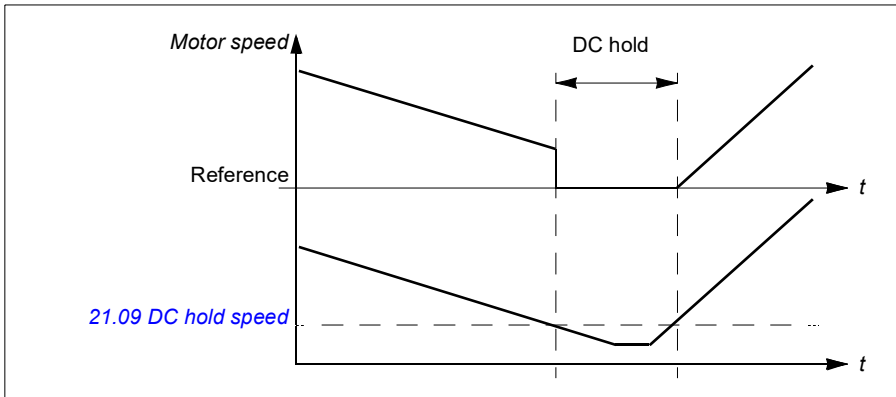 Motor speed
DC hold
Reference
t
21.09 DC hold speed
t